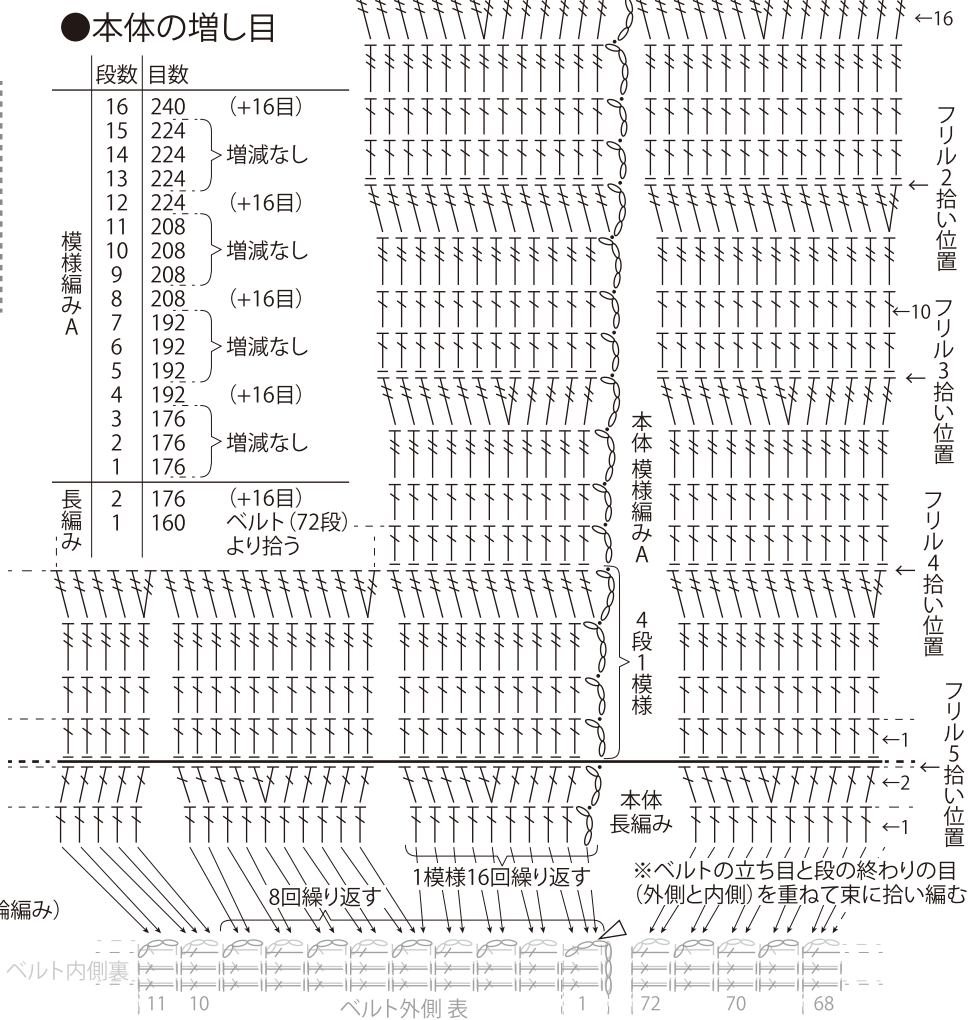 ●本体の増し目
段数 目数
模様編みA
16 240 (+16目)
15 224
14 224 増減なし
13 224
12 224 (+16目)
11 208
10 208 増減なし
9 208
8 208 (+16目)
7 192
6 192 増減なし
5 192
4 192 (+16目)
3 176
2 176 増減なし
1 176
長編み
2 176 (+16目)
1 160 ベルト(72段)
より拾う
←16
フリル2拾い位置
←10
フリル3拾い位置
本体 模様編みA
フリル4拾い位置
4段1模様
←1
フリル5拾い位置
←2
本体
長編み
←1
1模様16回繰り返す
8回繰り返す
※ベルトの立ち目と段の終わりの目
(外側と内側)を重ねて束に拾い編む
輪編み)
ベルト内側裏
11 10 1 72 70 68
ベルト外側 表